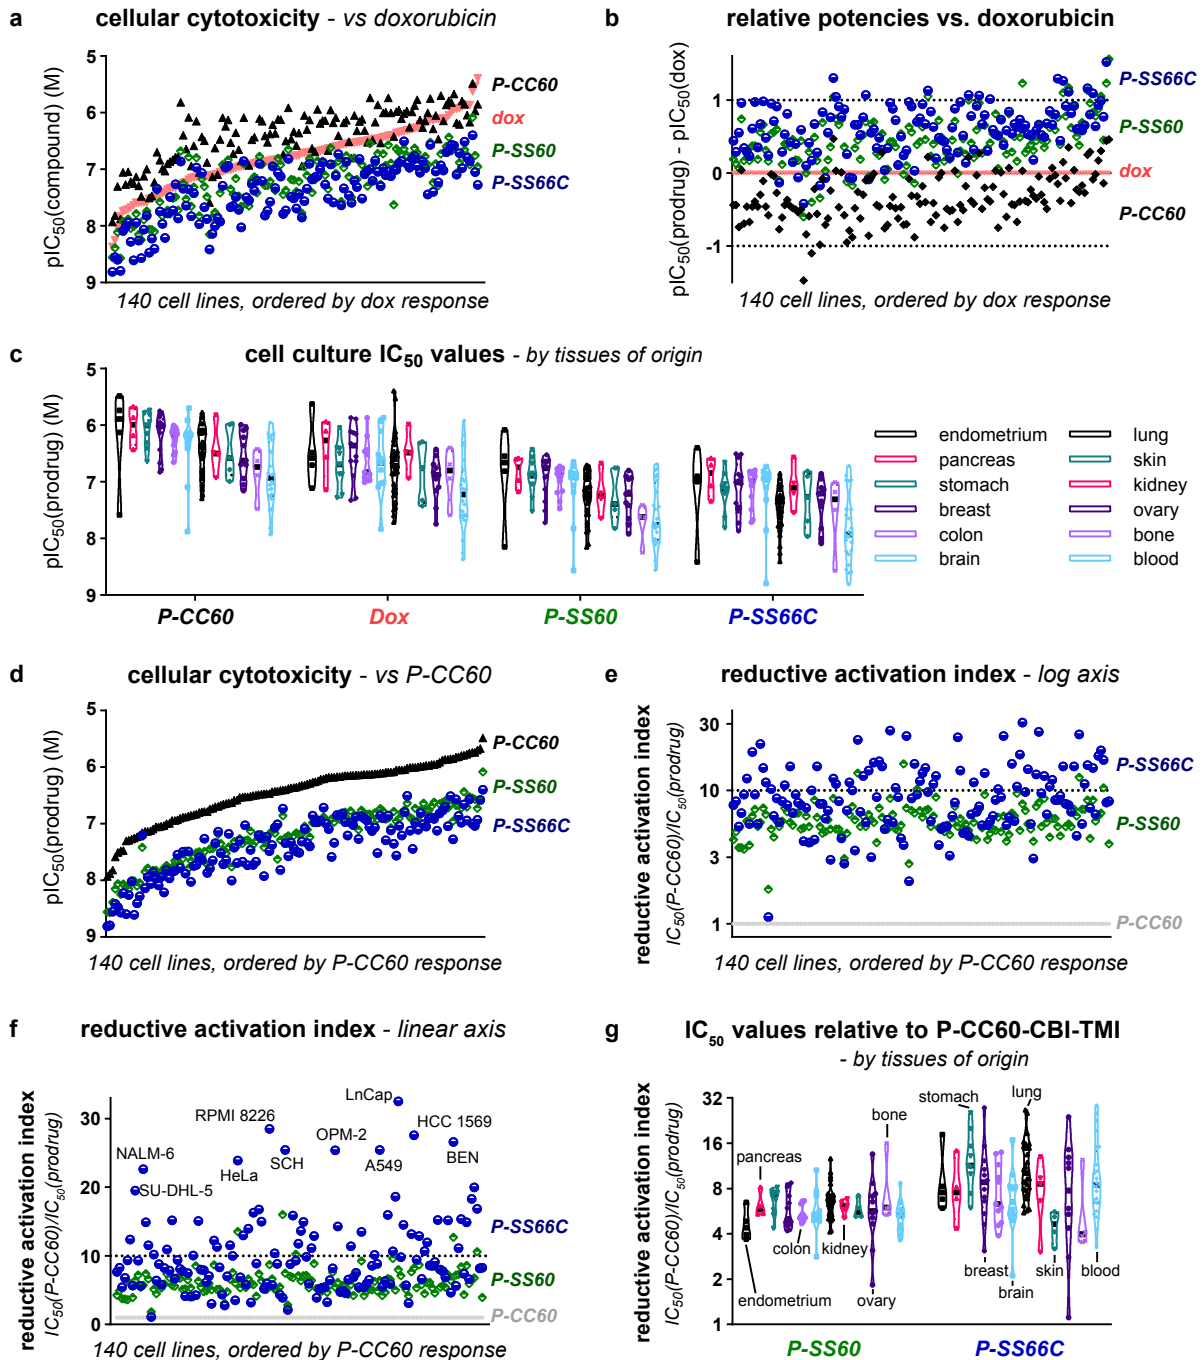 a cellular cytotoxicity - vs doxorubicin
pIC50(compound) (M)
5
6
7
8
9
P-CC60
dox
P-SS60
P-SS66C
140 cell lines, ordered by dox response
b relative potencies vs. doxorubicin
pIC50(prodrug) - pIC50(dox)
1
0
-1
P-SS66C
P-SS60
dox
P-CC60
140 cell lines, ordered by dox response
c cell culture IC50 values - by tissues of origin
pIC50(prodrug) (M)
5
6
7
8
9
P-CC60 Dox P-SS60 P-SS66C
endometrium lung
pancreas skin
stomach kidney
breast ovary
colon bone
brain blood
d cellular cytotoxicity - vs P-CC60
pIC50(prodrug) (M)
5
6
7
8
9
P-CC60
P-SS60
P-SS66C
140 cell lines, ordered by P-CC60 response
e reductive activation index - log axis
reductive activation index
IC50(P-CC60)/IC50(prodrug)
30
10
3
1
P-SS66C
P-SS60
P-CC60
140 cell lines, ordered by P-CC60 response
f reductive activation index - linear axis
reductive activation index
IC50(P-CC60)/IC50(prodrug)
30
20
10
0
NALM-6
SU-DHL-5
RPMI 8226
HeLa
SCH
OPM-2
LnCap
A549
HCC 1569
BEN
P-SS66C
P-SS60
P-CC60
140 cell lines, ordered by P-CC60 response
g IC50 values relative to P-CC60-CBI-TMI
- by tissues of origin
reductive activation index
IC50(P-CC60)/IC50(prodrug)
32
16
8
4
2
1
pancreas
endometrium
colon
kidney
ovary
bone
stomach
breast
brain
lung
skin
blood
P-SS60 P-SS66C